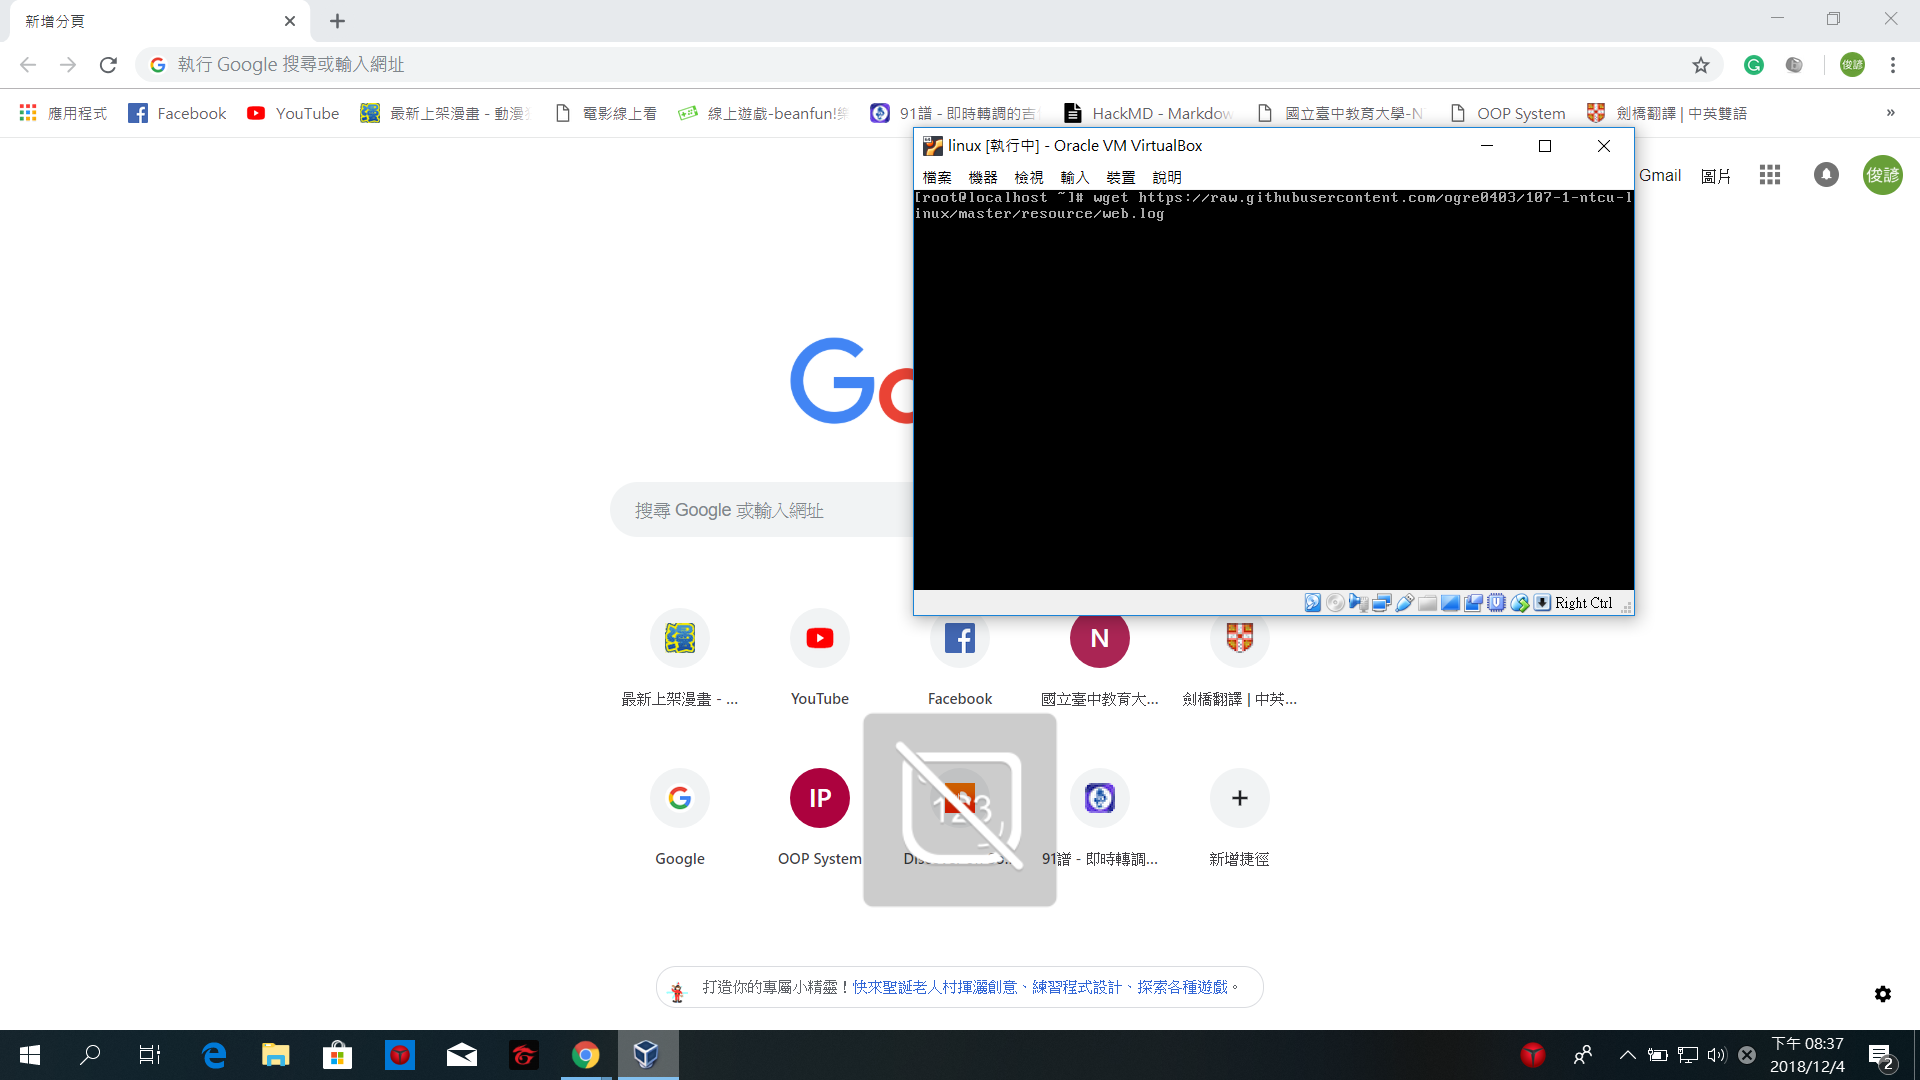 新增分頁
執行 Google 搜尋或輸入網址
俊諺
應用程式
Facebook
YouTube
最新上架漫畫 - 動漫
電影線上看
線上遊戲-beanfun!
91譜 - 即時轉調的吉
HackMD - Markdow
國立臺中教育大學-N
OOP System
劍橋翻譯 | 中英雙語
»
linux [執行中] - Oracle VM VirtualBox
檔案 機器 檢視 輸入 裝置 說明
[root@localhost ~]# wget https://raw.githubusercontent.com/ogre0403/107-1-ntcu-l
inux/master/resource/web.log
Right Ctrl
Gmail
圖片
俊諺
Go
搜尋 Google 或輸入網址
N
最新上架漫畫 - ...
YouTube
Facebook
國立臺中教育大...
劍橋翻譯 | 中英...
IP
123
Google
OOP System
91譜 - 即時轉調...
新增捷徑
打造你的專屬小精靈!快來聖誕老人村揮灑創意、練習程式設計、探索各種遊戲。
下午 08:37
2018/12/4
2